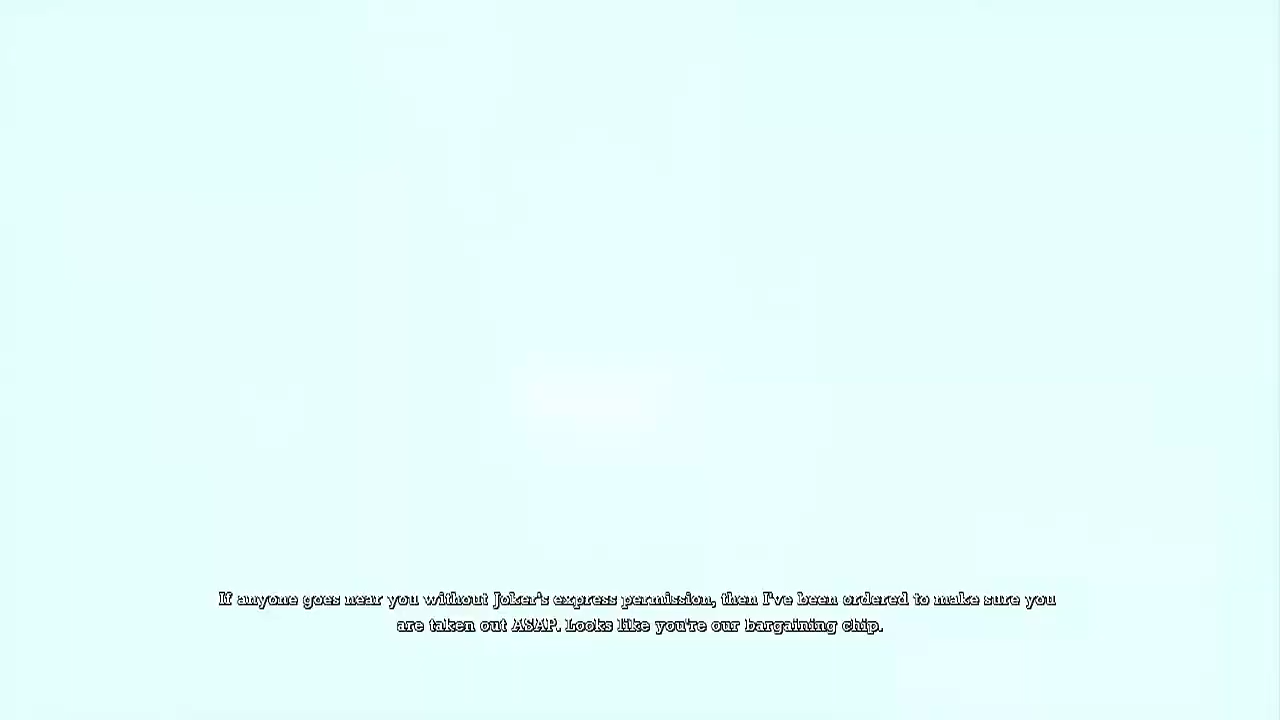 If anyone goes near you without Joker's express permission, then I've been ordered to make sure you
are taken out ASAP. Looks like you're our bargaining chip.